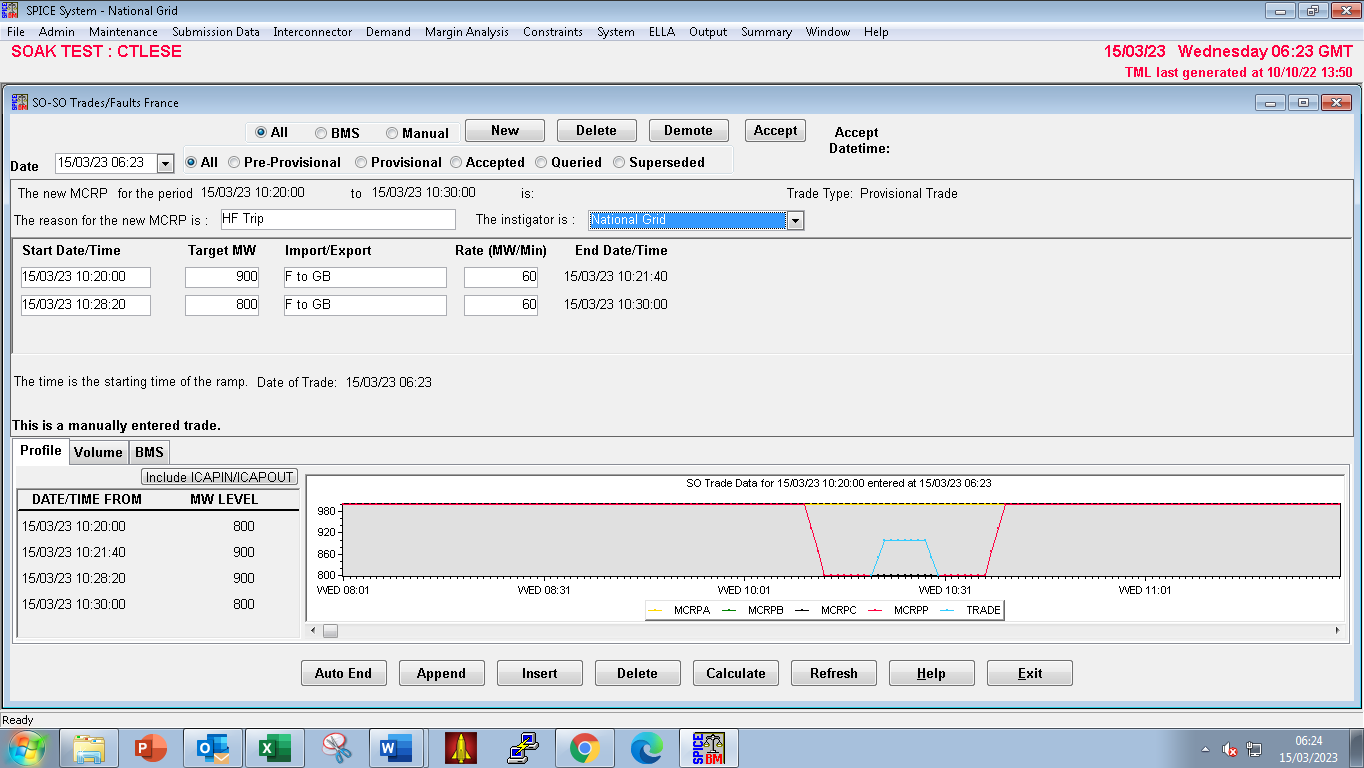 SPICE System - National Grid
File Admin Maintenance Submission Data Interconnector Demand Margin Analysis Constraints System ELLA Output Summary Window Help
SOAK TEST : CTLESE
15/03/23 Wednesday 06:23 GMT
TML last generated at 10/10/22 13:50
SO-SO Trades/Faults France
All BMS Manual New Delete Demote Accept Accept Datetime:
Date 15/03/23 06:23 All Pre-Provisional Provisional Accepted Queried Superseded
The new MCRP for the period 15/03/23 10:20:00 to 15/03/23 10:30:00 is: Trade Type: Provisional Trade
The reason for the new MCRP is : HF Trip The instigator is : National Grid
Start Date/Time Target MW Import/Export Rate (MW/Min) End Date/Time
15/03/23 10:20:00 900 F to GB 60 15/03/23 10:21:40
15/03/23 10:28:20 800 F to GB 60 15/03/23 10:30:00
The time is the starting time of the ramp. Date of Trade: 15/03/23 06:23
This is a manually entered trade.
Profile Volume BMS
Include ICAPIN/ICAPOUT
DATE/TIME FROM MW LEVEL
15/03/23 10:20:00 800
15/03/23 10:21:40 900
15/03/23 10:28:20 900
15/03/23 10:30:00 800
SO Trade Data for 15/03/23 10:20:00 entered at 15/03/23 06:23
980
920
860
800
WED 08:01 WED 08:31 WED 10:01 WED 10:31 WED 11:01
MCRPA MCRPB MCRPC MCRPP TRADE
Auto End Append Insert Delete Calculate Refresh Help Exit
Ready
SPICE
BM
06:24
15/03/2023